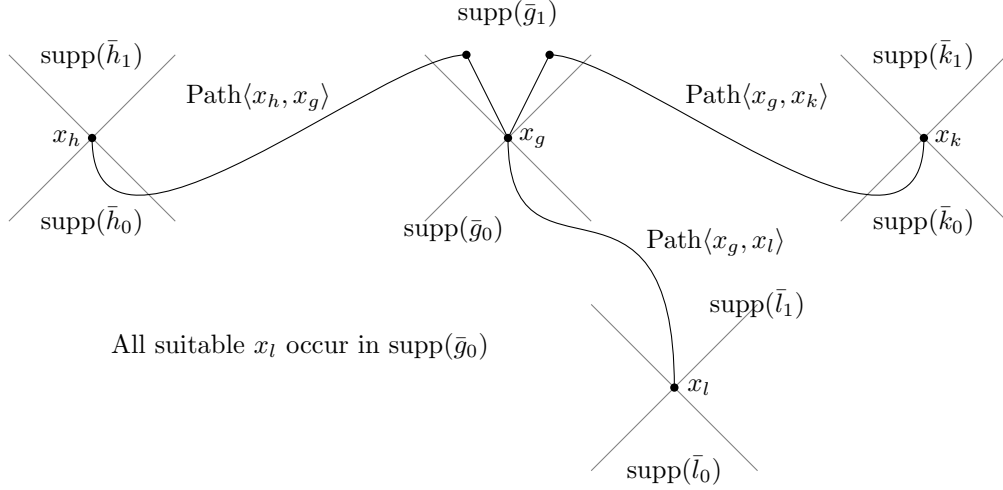 supp(ḡ₁)
supp(h̄₁)
supp(k̄₁)
Path⟨x_h, x_g⟩
Path⟨x_g, x_k⟩
x_h
x_g
x_k
supp(h̄₀)
supp(ḡ₀)
supp(k̄₀)
Path⟨x_g, x_l⟩
supp(l̄₁)
All suitable x_l occur in supp(ḡ₀)
x_l
supp(l̄₀)